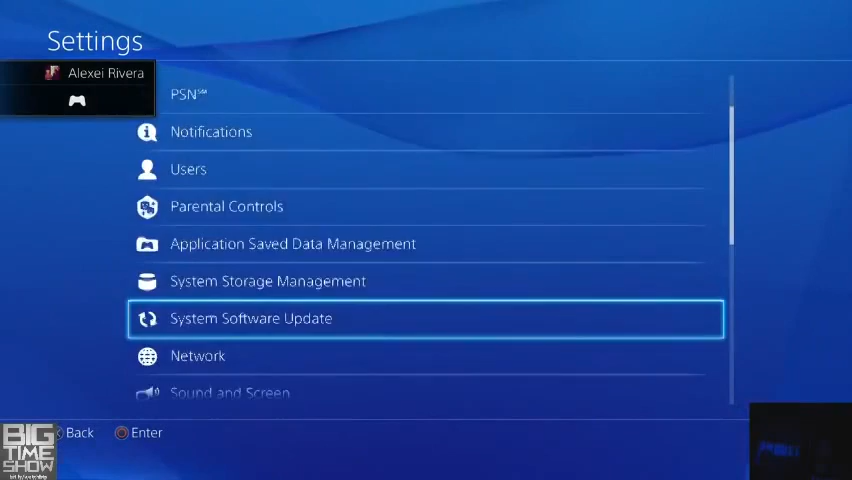 Settings
Alexei Rivera
PSN℠
Notifications
Users
Parental Controls
Application Saved Data Management
System Storage Management
System Software Update
Network
Sound and Screen
Back
Enter
BIG
TIME
SHOW